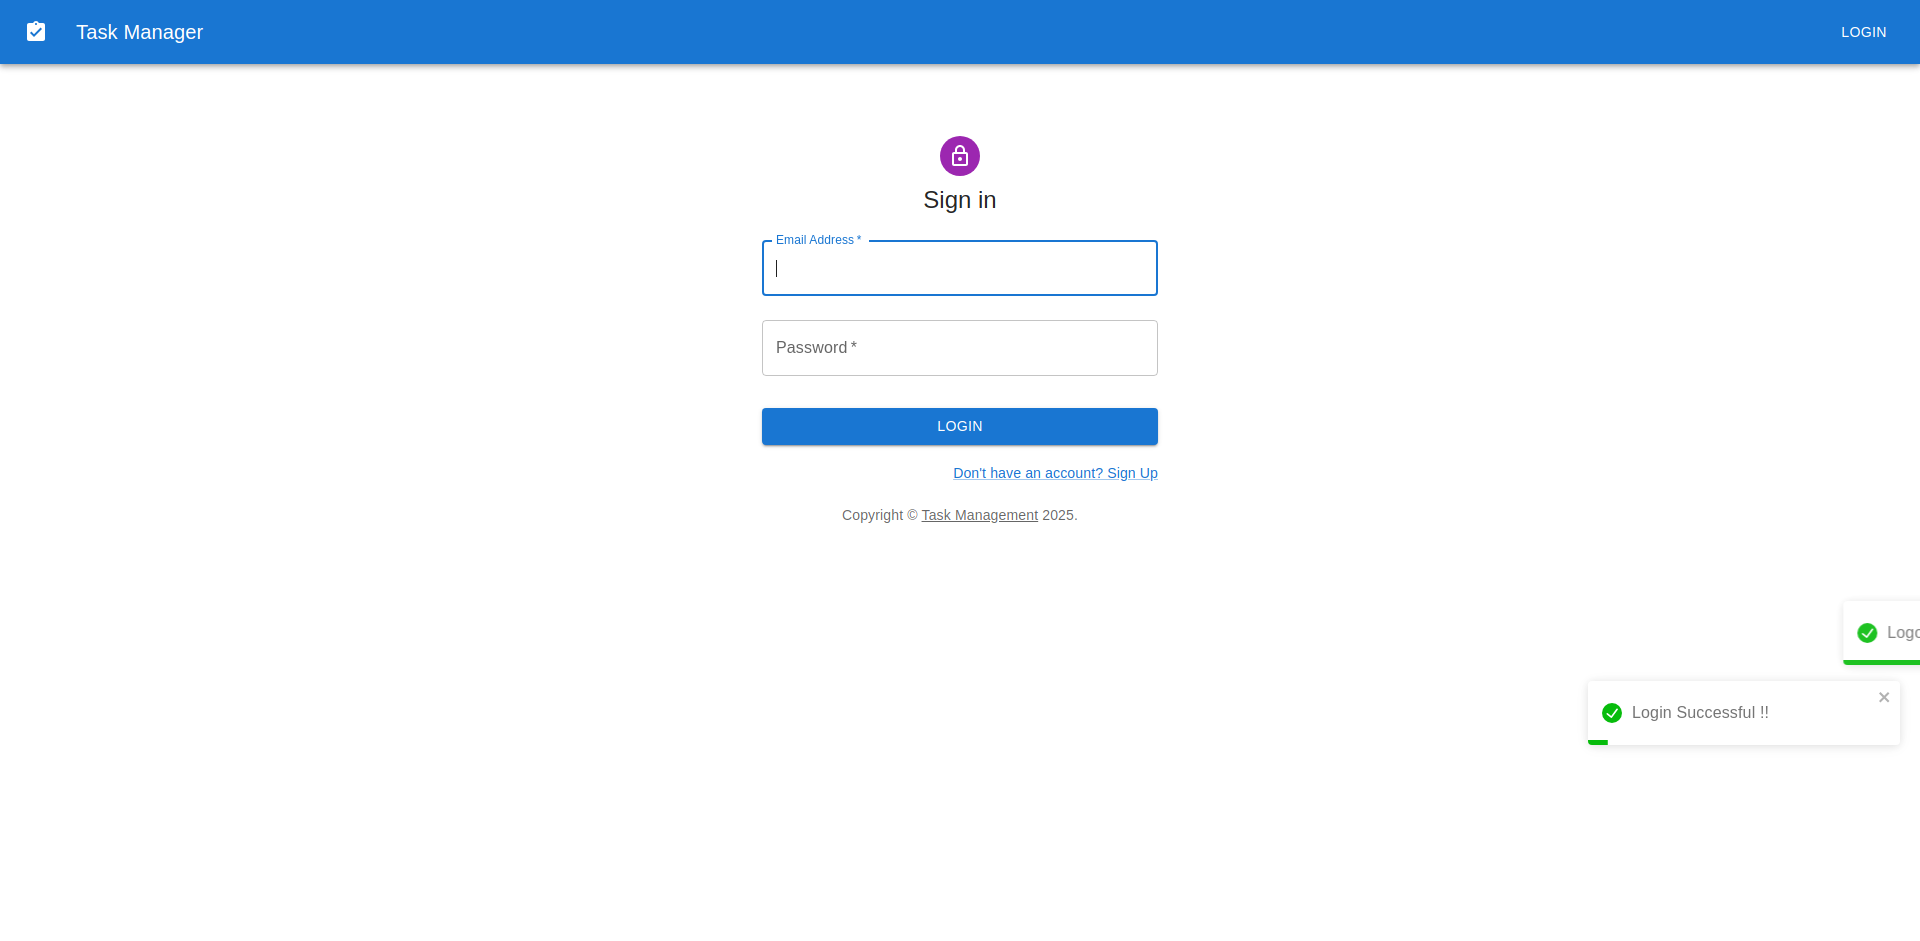 Task Manager
LOGIN
Sign in
Email Address *
Password *
LOGIN
Don't have an account? Sign Up
Copyright © Task Management 2025.
Logo
Login Successful !!